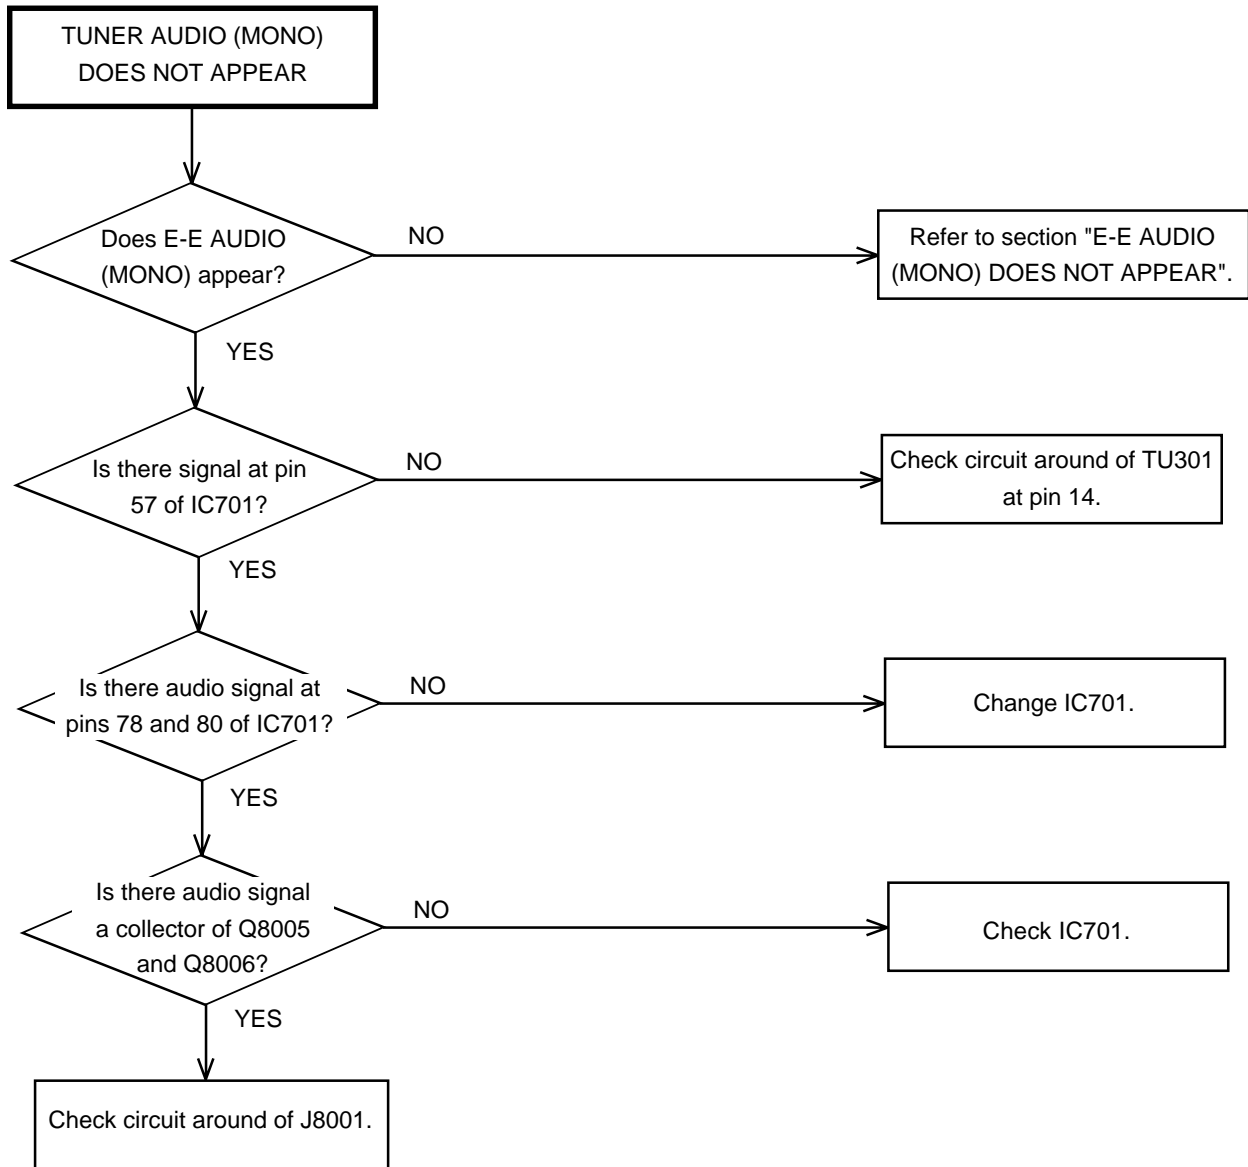 TUNER AUDIO (MONO)
DOES NOT APPEAR
Does E-E AUDIO
(MONO) appear?
NO
Refer to section "E-E AUDIO
(MONO) DOES NOT APPEAR".
YES
Is there signal at pin
57 of IC701?
NO
Check circuit around of TU301
at pin 14.
YES
Is there audio signal at
pins 78 and 80 of IC701?
NO
Change IC701.
YES
Is there audio signal
a collector of Q8005
and Q8006?
NO
Check IC701.
YES
Check circuit around of J8001.